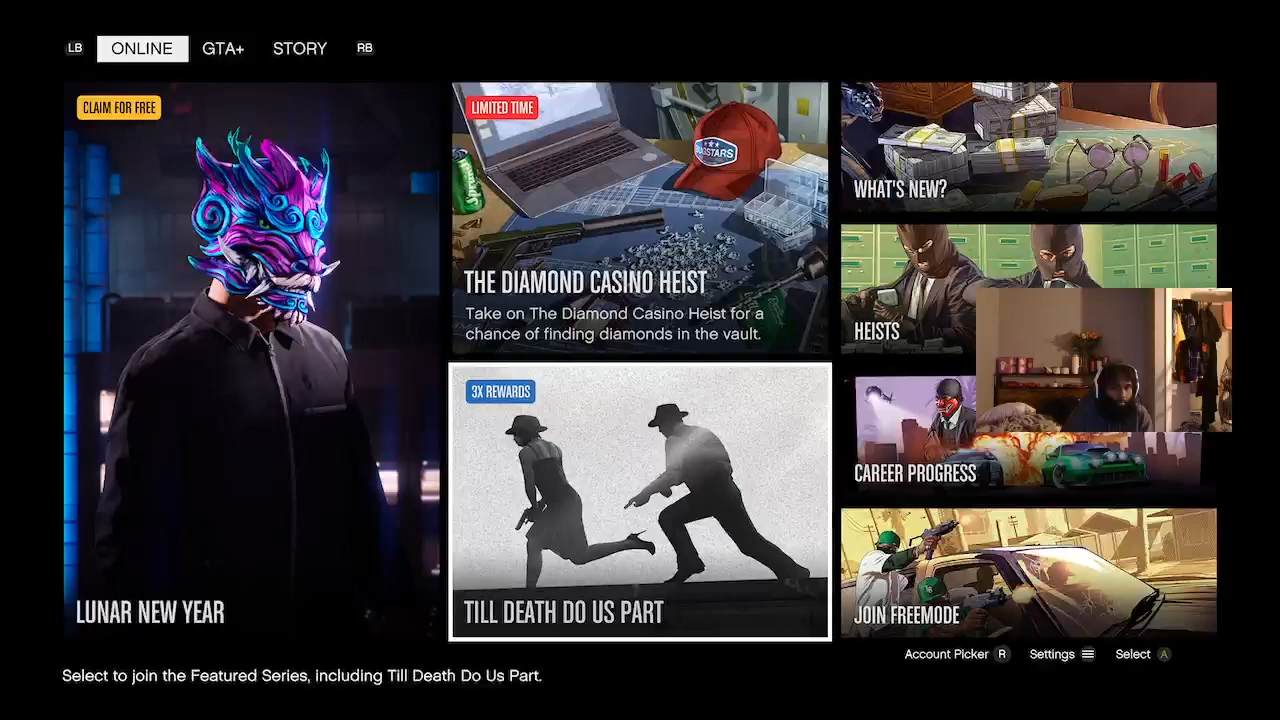 LB
ONLINE
GTA+
STORY
RB
CLAIM FOR FREE
LUNAR NEW YEAR
LIMITED TIME
THE DIAMOND CASINO HEIST
Take on The Diamond Casino Heist for a
chance of finding diamonds in the vault.
3X REWARDS
TILL DEATH DO US PART
WHAT'S NEW?
HEISTS
CAREER PROGRESS
JOIN FREEMODE
Account Picker R
Settings
Select A
Select to join the Featured Series, including Till Death Do Us Part.